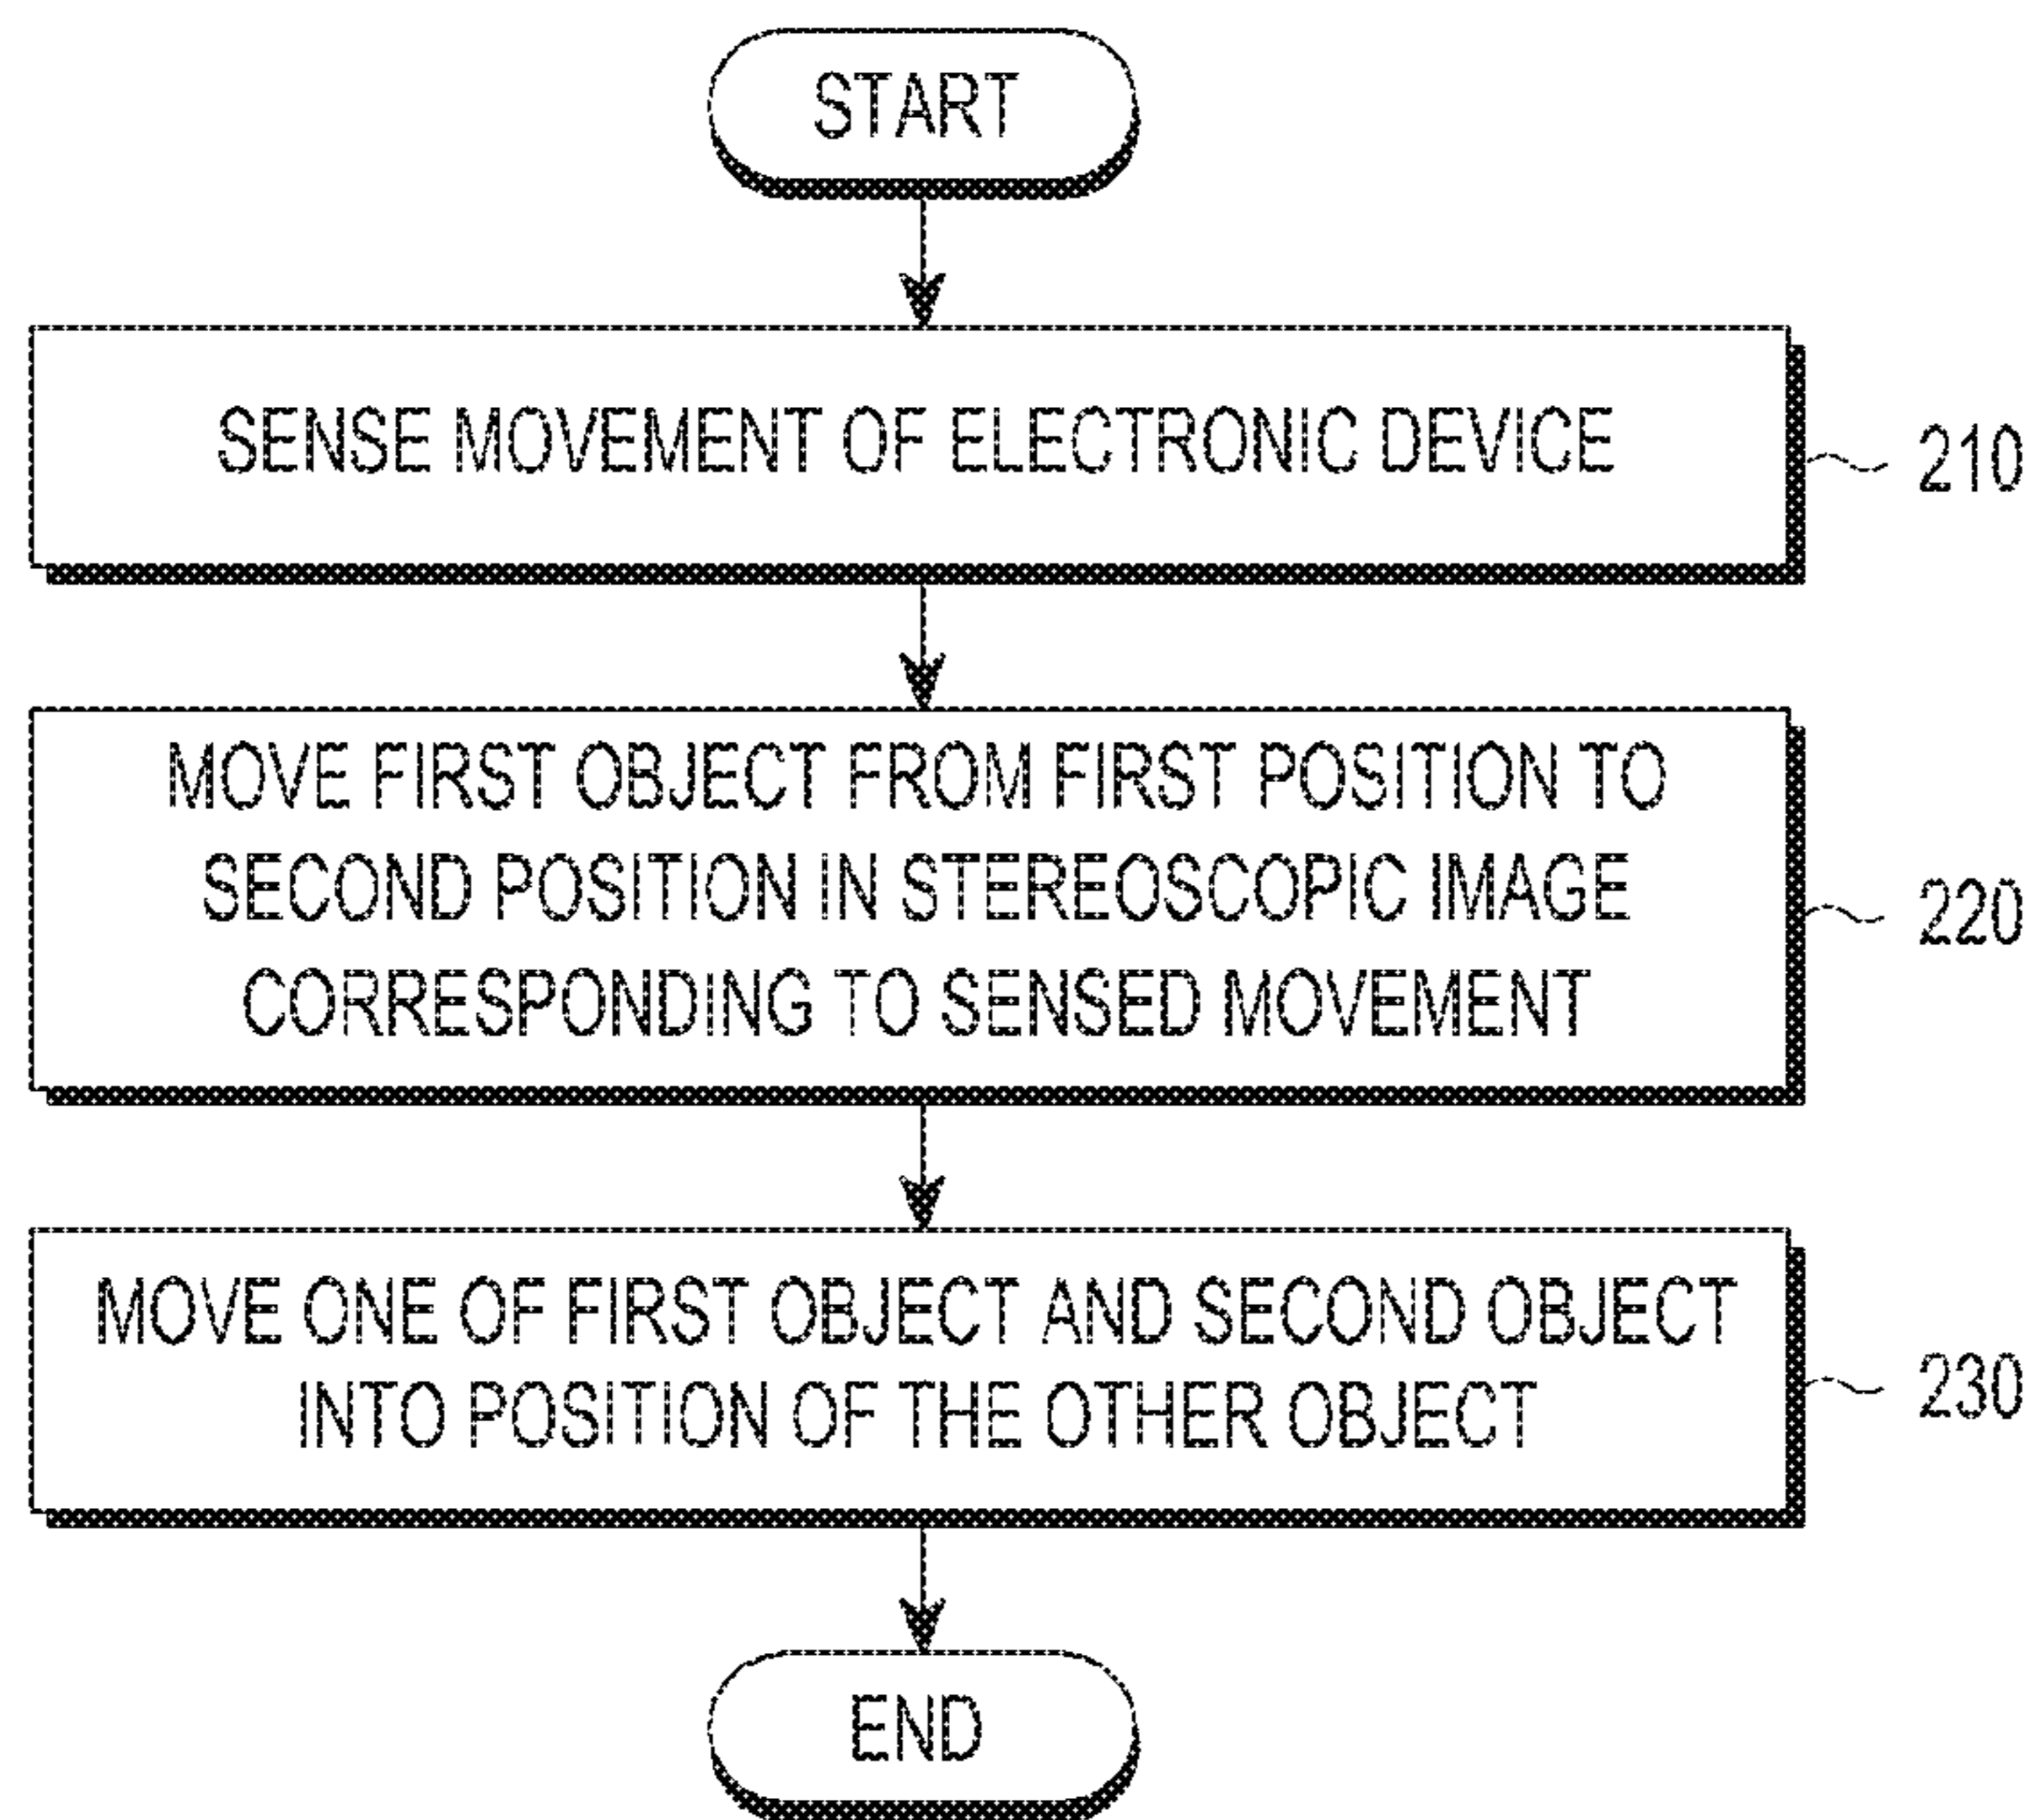 START
SENSE MOVEMENT OF ELECTRONIC DEVICE
210
MOVE FIRST OBJECT FROM FIRST POSITION TO
SECOND POSITION IN STEREOSCOPIC IMAGE
CORRESPONDING TO SENSED MOVEMENT
220
MOVE ONE OF FIRST OBJECT AND SECOND OBJECT
INTO POSITION OF THE OTHER OBJECT
230
END